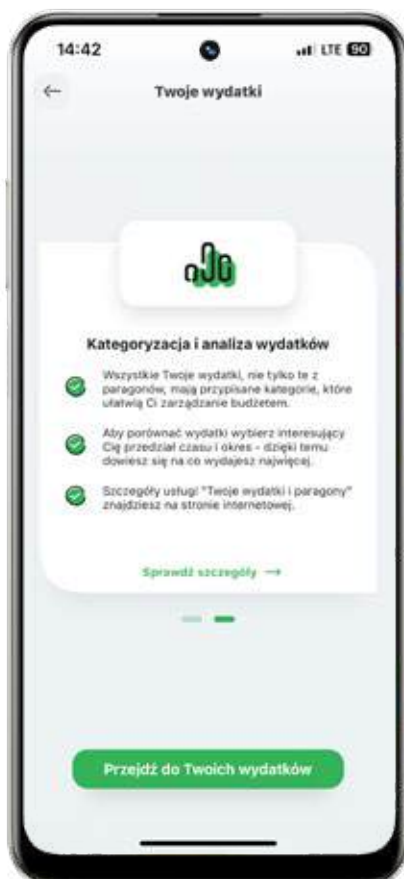 14:42
LTE 90
Twoje wydatki
Kategoryzacja i analiza wydatków
Wszystkie Twoje wydatki, nie tylko te z
paragonów, mają przypisane kategorie, które
ułatwią Ci zarządzanie budżetem.
Aby porównać wydatki wybierz interesujący
Cię przedział czasu i okres – dzięki temu
dowiesz się na co wydajesz najwięcej.
Szczegóły usługi "Twoje wydatki i paragony"
znajdziesz na stronie internetowej.
Sprawdź szczegóły →
Przejdź do Twoich wydatków